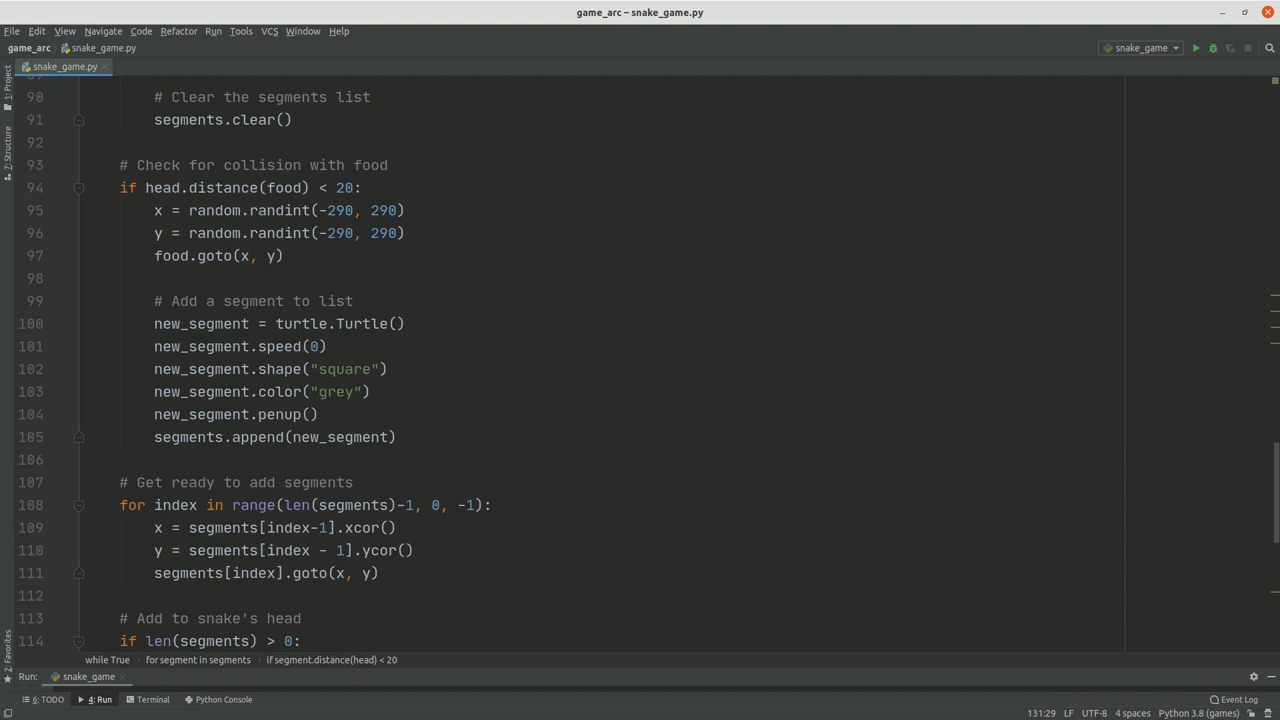 game_arc – snake_game.py
File Edit View Navigate Code Refactor Run Tools VCS Window Help
game_arc snake_game.py
snake_game
snake_game.py
1: Project
7: Structure
2: Favorites
90 # Clear the segments list
91 segments.clear()
92
93 # Check for collision with food
94 if head.distance(food) < 20:
95 x = random.randint(-290, 290)
96 y = random.randint(-290, 290)
97 food.goto(x, y)
98
99 # Add a segment to list
100 new_segment = turtle.Turtle()
101 new_segment.speed(0)
102 new_segment.shape("square")
103 new_segment.color("grey")
104 new_segment.penup()
105 segments.append(new_segment)
106
107 # Get ready to add segments
108 for index in range(len(segments)-1, 0, -1):
109 x = segments[index-1].xcor()
110 y = segments[index - 1].ycor()
111 segments[index].goto(x, y)
112
113 # Add to snake's head
114 if len(segments) > 0:
while True for segment in segments if segment.distance(head) < 20
Run: snake_game
6: TODO 4: Run Terminal Python Console Event Log
131:29 LF UTF-8 4 spaces Python 3.8 (games)